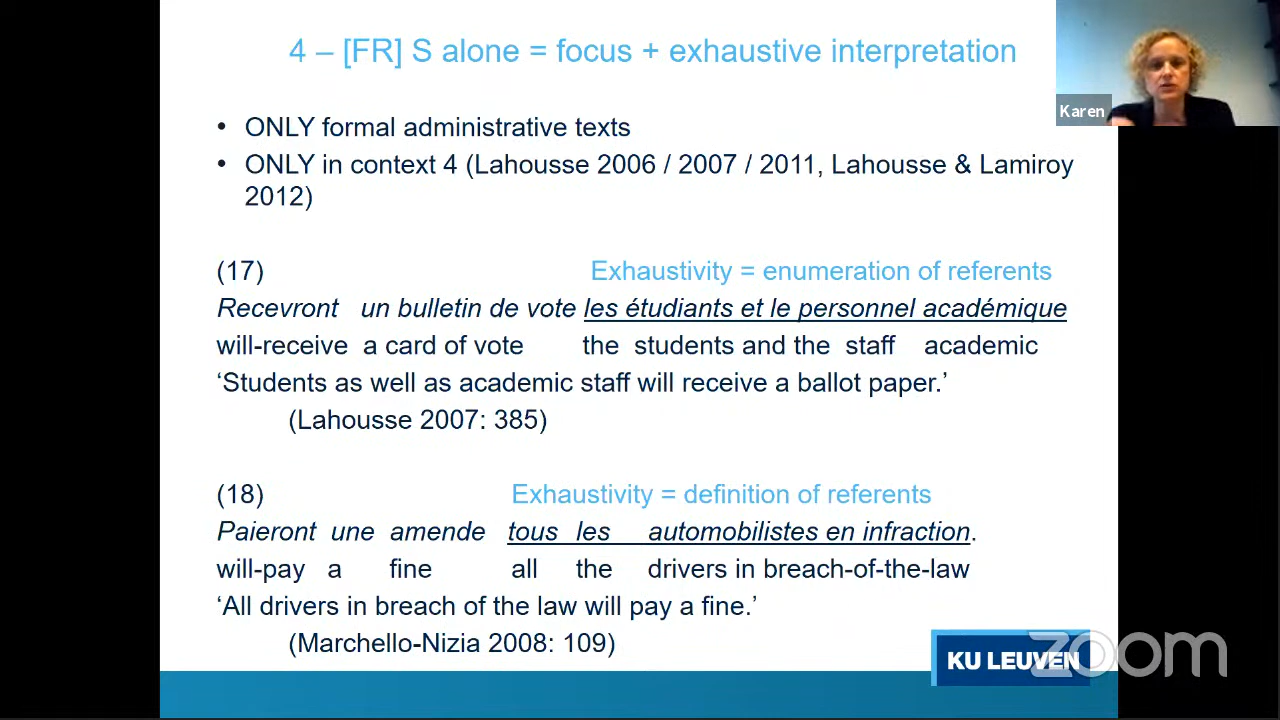 4 – [FR] S alone = focus + exhaustive interpretation
Karen
• ONLY formal administrative texts
• ONLY in context 4 (Lahousse 2006 / 2007 / 2011, Lahousse & Lamiroy
2012)
(17) Exhaustivity = enumeration of referents
Recevront un bulletin de vote les étudiants et le personnel académique
will-receive a card of vote the students and the staff academic
‘Students as well as academic staff will receive a ballot paper.’
(Lahousse 2007: 385)
(18) Exhaustivity = definition of referents
Paieront une amende tous les automobilistes en infraction.
will-pay a fine all the drivers in breach-of-the-law
‘All drivers in breach of the law will pay a fine.’
(Marchello-Nizia 2008: 109)
KU LEUVEN
zoom